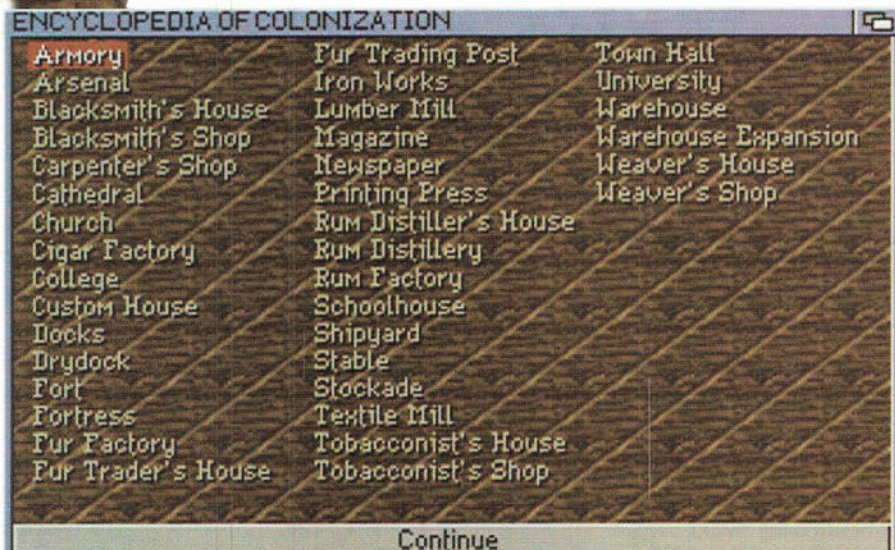 ENCYCLOPEDIA OF COLONIZATION
Armory
Arsenal
Blacksmith's House
Blacksmith's Shop
Carpenter's Shop
Cathedral
Church
Cigar Factory
College
Custom House
Docks
Drydock
Fort
Fortress
Fur Factory
Fur Trader's House
Fur Trading Post
Iron Works
Lumber Mill
Magazine
Newspaper
Printing Press
Rum Distiller's House
Rum Distillery
Rum Factory
Schoolhouse
Shipyard
Stable
Stockade
Textile Mill
Tobacconist's House
Tobacconist's Shop
Town Hall
University
Warehouse
Warehouse Expansion
Weaver's House
Weaver's Shop
Continue